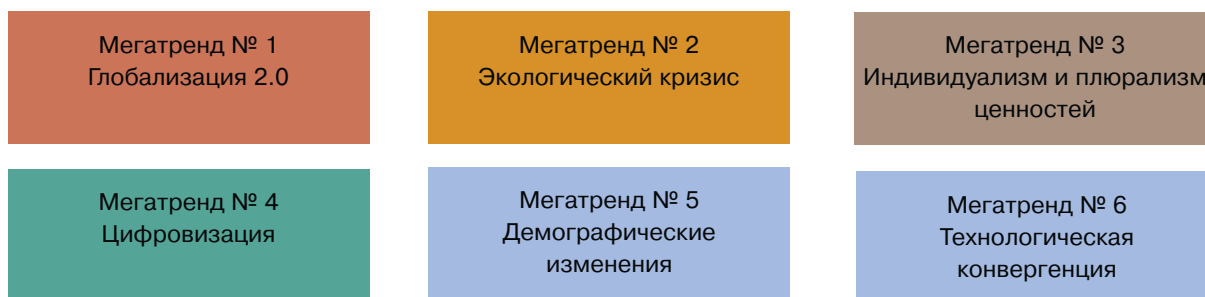 Мегатренд № 1
Глобализация 2.0
Мегатренд № 2
Экологический кризис
Мегатренд № 3
Индивидуализм и плюрализм
ценностей
Мегатренд № 4
Цифровизация
Мегатренд № 5
Демографические
изменения
Мегатренд № 6
Технологическая
конвергенция